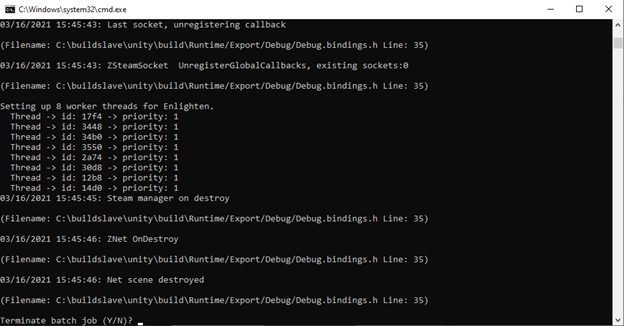 C:\Windows\system32\cmd.exe
03/16/2021 15:45:43: Last socket, unregistering callback
(Filename: C:\buildslave\unity\build\Runtime/Export/Debug/Debug.bindings.h Line: 35)
03/16/2021 15:45:43: ZSteamSocket  UnregisterGlobalCallbacks, existing sockets:0
(Filename: C:\buildslave\unity\build\Runtime/Export/Debug/Debug.bindings.h Line: 35)
Setting up 8 worker threads for Enlighten.
  Thread -> id: 17f4 -> priority: 1
  Thread -> id: 3448 -> priority: 1
  Thread -> id: 34b0 -> priority: 1
  Thread -> id: 3550 -> priority: 1
  Thread -> id: 2a74 -> priority: 1
  Thread -> id: 30d8 -> priority: 1
  Thread -> id: 12b8 -> priority: 1
  Thread -> id: 14d0 -> priority: 1
03/16/2021 15:45:45: Steam manager on destroy
(Filename: C:\buildslave\unity\build\Runtime/Export/Debug/Debug.bindings.h Line: 35)
03/16/2021 15:45:46: ZNet OnDestroy
(Filename: C:\buildslave\unity\build\Runtime/Export/Debug/Debug.bindings.h Line: 35)
03/16/2021 15:45:46: Net scene destroyed
(Filename: C:\buildslave\unity\build\Runtime/Export/Debug/Debug.bindings.h Line: 35)
Terminate batch job (Y/N)?